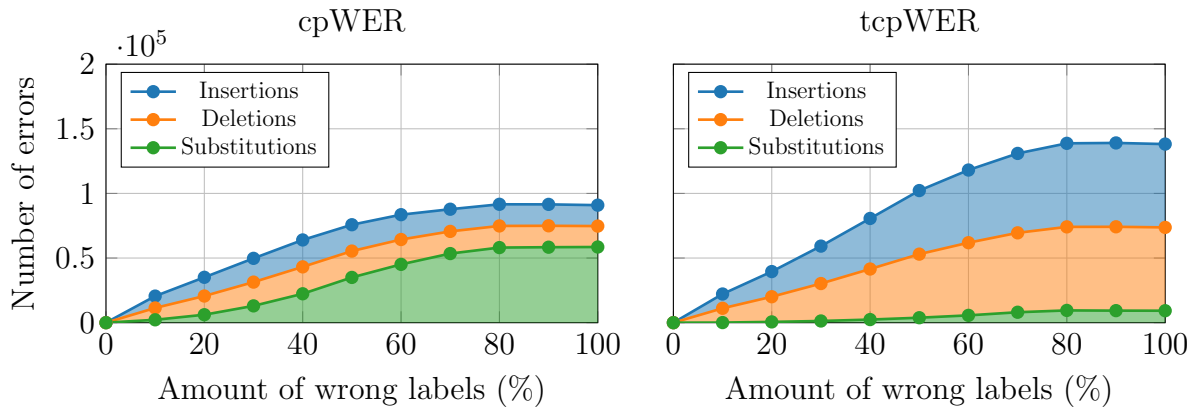 cpWER
·10^5
Number of errors
2
1.5
1
0.5
0
Insertions
Deletions
Substitutions
0 20 40 60 80 100
Amount of wrong labels (%)
tcpWER
Insertions
Deletions
Substitutions
0 20 40 60 80 100
Amount of wrong labels (%)